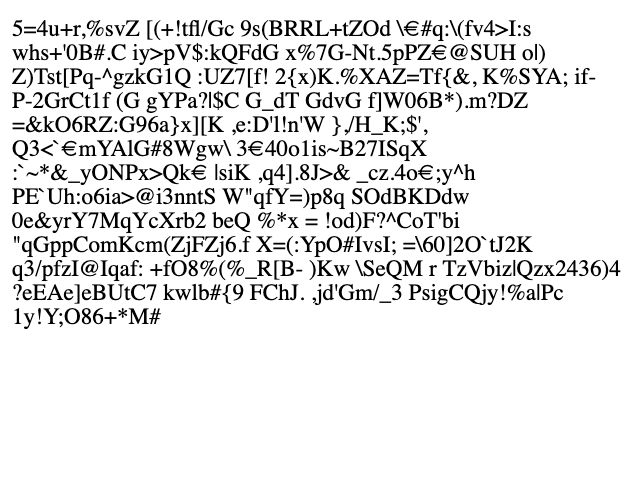 5=4u+r,%svZ [(+!tfl/Gc 9s(BRRL+tZOd \€#q:\(fv4>I:s
whs+'0B#.C iy>pV$:kQFdG x%7G-Nt.5pPZ€@SUH o|)
Z)Tst[Pq-^gzkG1Q :UZ7[f! 2{x)K.%XAZ=Tf{&, K%SYA; if-
P-2GrCt1f (G gYPa?|$C G_dT GdvG f]W06B*).m?DZ
=&kO6RZ:G96a}x][K ,e:D'l!n'W },/H_K;$',
Q3<`€mYAlG#8Wgw\ 3€40o1is~B27ISqX
:`~*&_yONPx>Qk€ |siK ,q4].8J>& _cz.4o€;y^h
PE`Uh:o6ia>@i3nntS W"qfY=)p8q SOdBKDdw
0e&yrY7MqYcXrb2 beQ %*x = !od)F?^CoT'bi
"qGppComKcm(ZjFZj6.f X=(:YpO#IvsI; =\60]2O`tJ2K
q3/pfzI@Iqaf: +fO8%(%_R[B- )Kw \SeQM r TzVbiz|Qzx2436)4
?eEAe]eBUtC7 kwlb#{9 FChJ. ,jd'Gm/_3 PsigCQjy!%a|Pc
1y!Y;O86+*M#